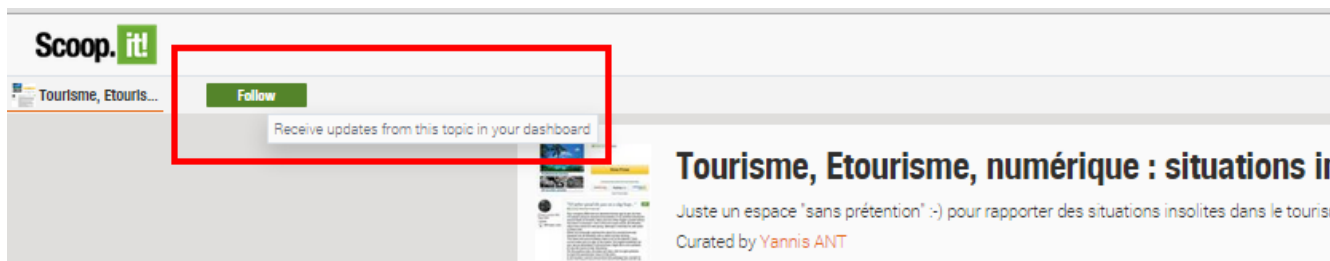 Scoop.it!
Tourisme, Etouris...
Follow
Receive updates from this topic in your dashboard
Tourisme, Etourisme, numérique : situations
Juste un espace "sans prétention" :-) pour rapporter des situations insolites dans le
Curated by Yannis ANT